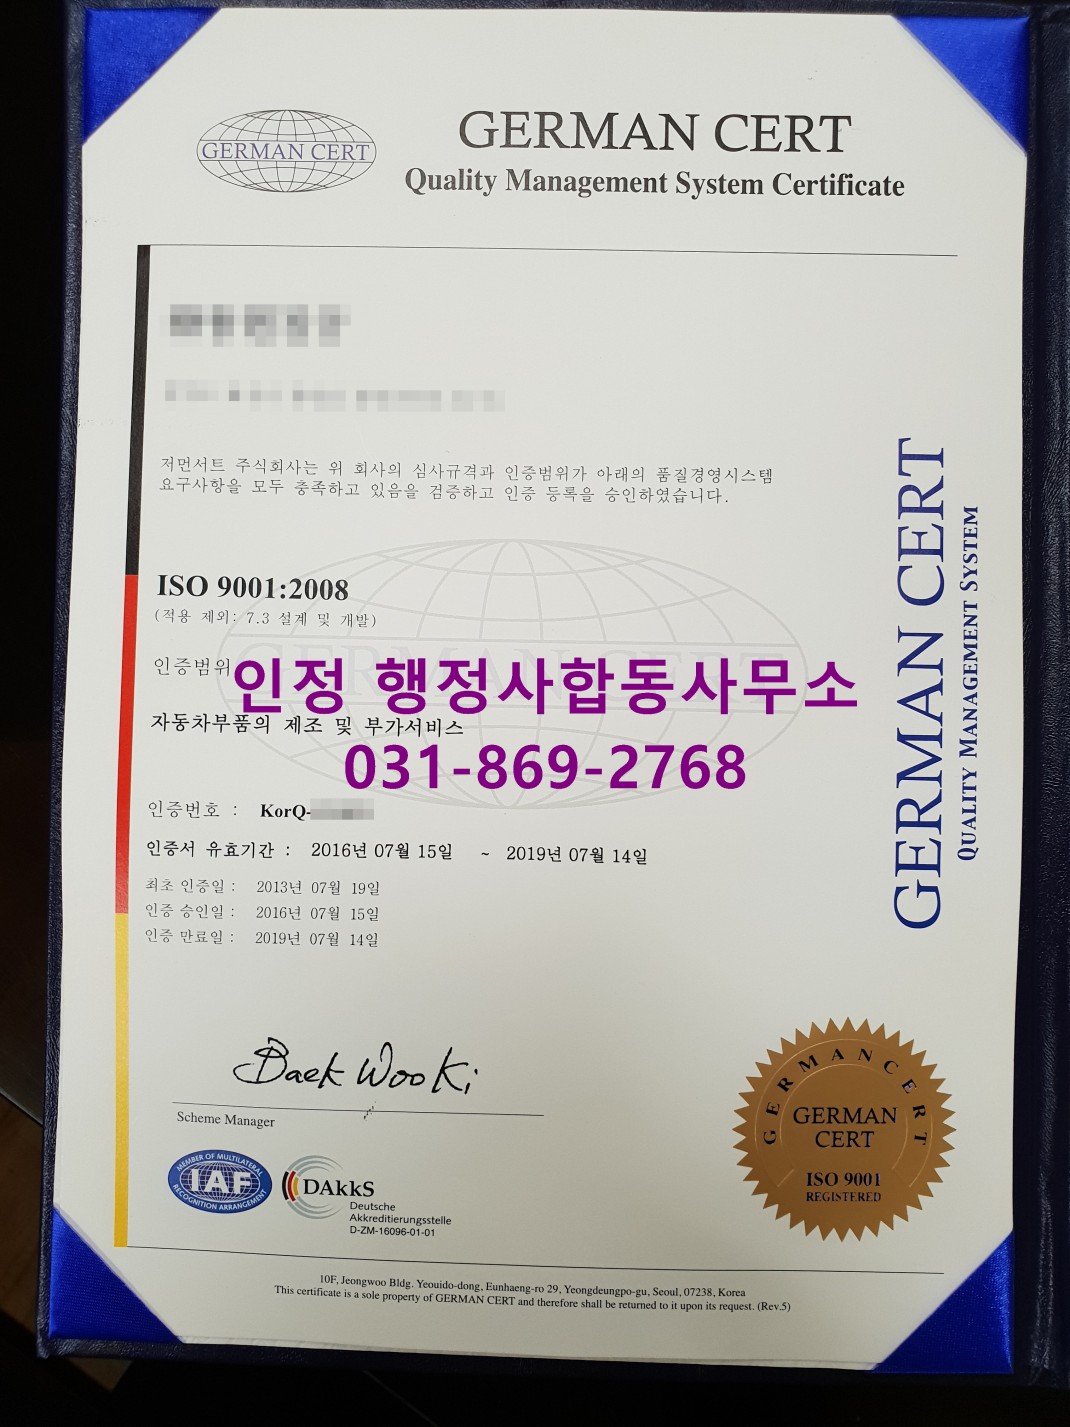 GERMAN CERT
GERMAN CERT
Quality Management System Certificate
저먼서트 주식회사는 위 회사의 심사규격과 인증범위가 아래의 품질경영시스템
요구사항을 모두 충족하고 있음을 검증하고 인증 등록을 승인하였습니다.
ISO 9001:2008
(적용 제외: 7.3 설계 및 개발)
인증범위
GERMAN CERT
인정 행정사합동사무소
자동차부품의 제조 및 부가서비스
031-869-2768
인증번호 : KorQ-
인증서 유효기간 : 2016년 07월 15일 ~ 2019년 07월 14일
최초 인증일 : 2013년 07월 19일
인증 승인일 : 2016년 07월 15일
인증 만료일 : 2019년 07월 14일
GERMAN CERT
QUALITY MANAGEMENT SYSTEM
Baek Woo Ki
Scheme Manager
MEMBER OF MULTILATERAL
IAF
RECOGNITION ARRANGEMENT
DAkkS
Deutsche
Akkreditierungsstelle
D-ZM-16096-01-01
GERMAN CERT
GERMAN
CERT
ISO 9001
REGISTERED
10F, Jeongwoo Bldg. Yeouido-dong, Eunhaeng-ro 29, Yeongdeungpo-gu, Seoul, 07238, Korea
This certificate is a sole property of GERMAN CERT and therefore shall be returned to it upon its request. (Rev.5)